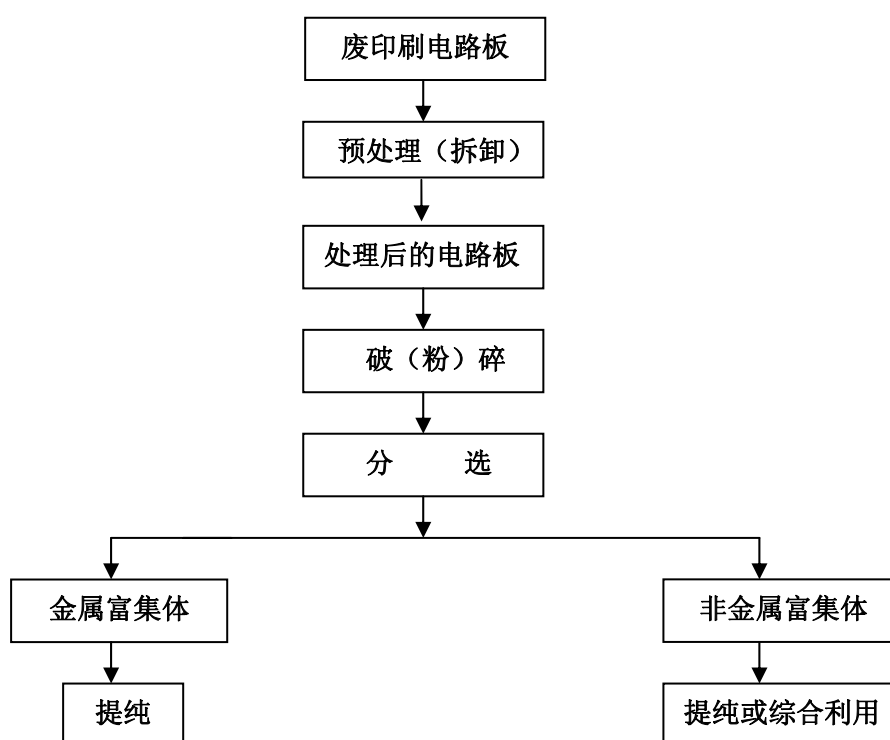 废印刷电路板
预处理（拆卸）
处理后的电路板
破（粉）碎
分 选
金属富集体
非金属富集体
提纯
提纯或综合利用